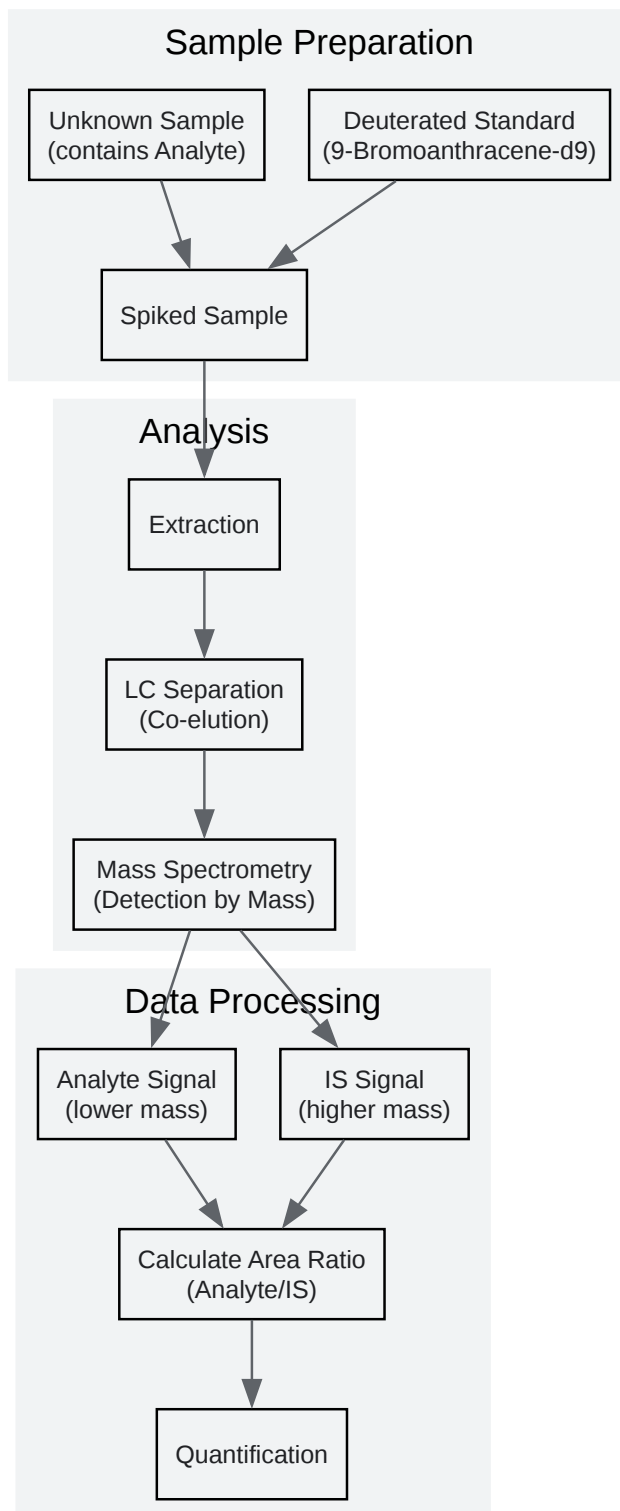 Sample Preparation
Unknown Sample
(contains Analyte)
Deuterated Standard
(9-Bromoanthracene-d9)
Spiked Sample
Analysis
Extraction
LC Separation
(Co-elution)
Mass Spectrometry
(Detection by Mass)
Data Processing
Analyte Signal
(lower mass)
IS Signal
(higher mass)
Calculate Area Ratio
(Analyte/IS)
Quantification